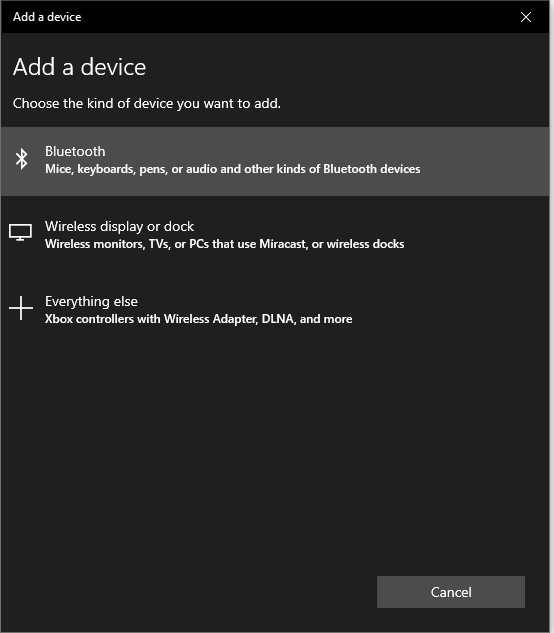 Add a device
Add a device
Choose the kind of device you want to add.
Bluetooth
Mice, keyboards, pens, or audio and other kinds of Bluetooth devices
Wireless display or dock
Wireless monitors, TVs, or PCs that use Miracast, or wireless docks
Everything else
Xbox controllers with Wireless Adapter, DLNA, and more
Cancel